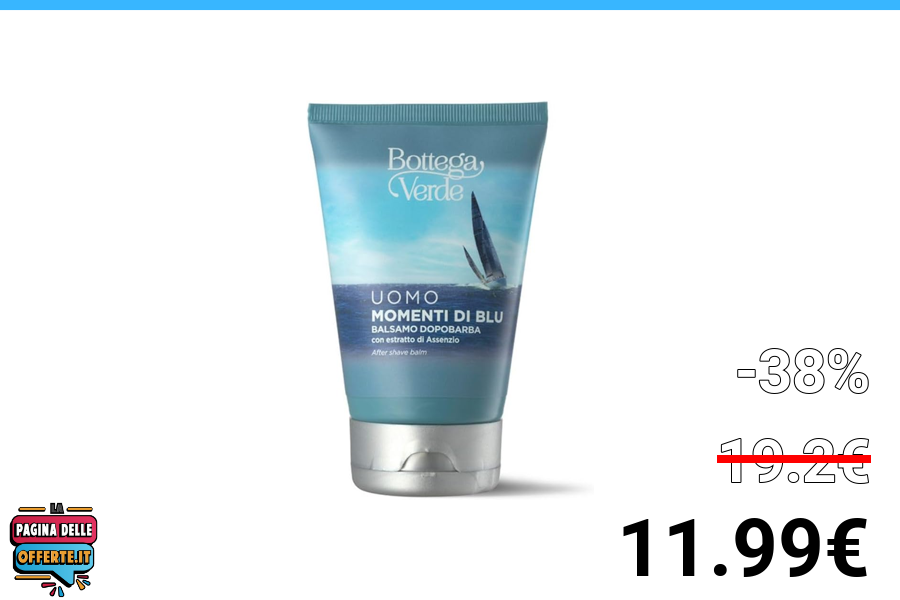 Bottega
Verde
UOMO
MOMENTI DI BLU
BALSAMO DOPOBARBA
con estratto di Assenzio
After shave balm
-38%
19.2€
11.99€
LA
PAGINA DELLE
OFFERTE.IT